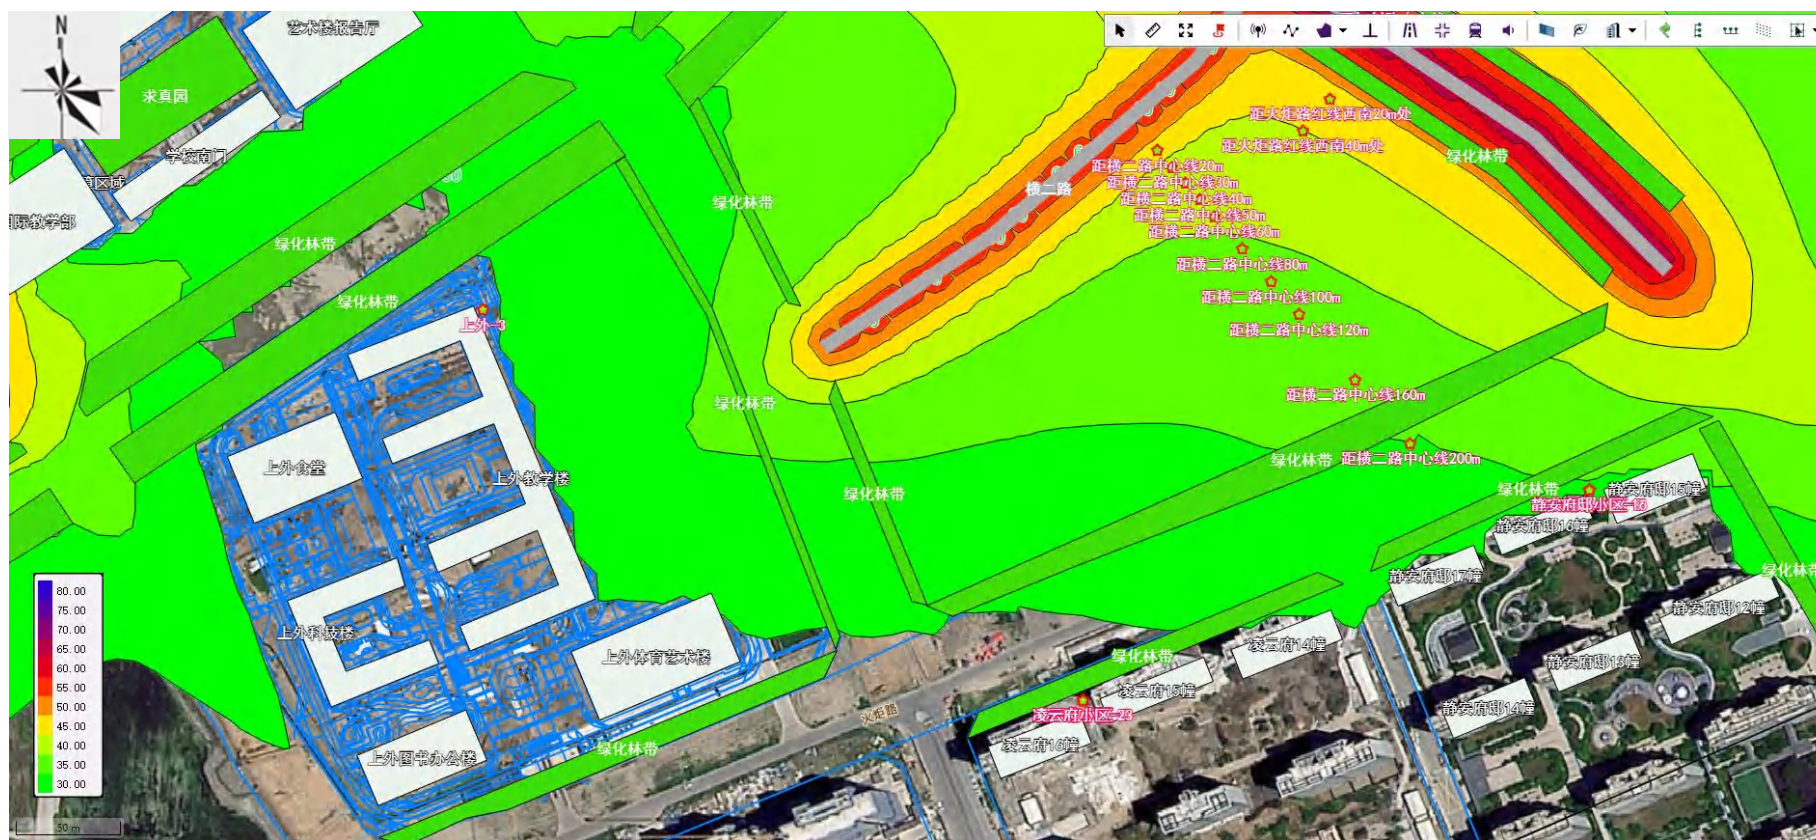 N
艺术楼报告厅
求真园
学校南门
国际教学部
绿化林带
绿化林带
绿化林带
绿化林带
绿化林带
绿化林带
绿化林带
绿化林带
绿化林带
绿化林带
绿化林带
横二路
距火炬路红线西南20m处
距火炬路红线西南40m处
距横二路中心线20m
距横二路中心线30m
距横二路中心线40m
距横二路中心线50m
距横二路中心线60m
距横二路中心线80m
距横二路中心线100m
距横二路中心线120m
距横二路中心线160m
距横二路中心线200m
上外-3
上外食堂
上外教学楼
上外科技楼
上外体育艺术楼
上外图书办公楼
火炬路
静安府邸小区-16
静安府邸15幢
静安府邸16幢
静安府邸17幢
静安府邸12幢
静安府邸13幢
静安府邸14幢
凌云府14幢
凌云府15幢
凌云府小区-23
凌云府16幢
80.00
75.00
70.00
65.00
60.00
55.00
50.00
45.00
40.00
35.00
30.00
50 m